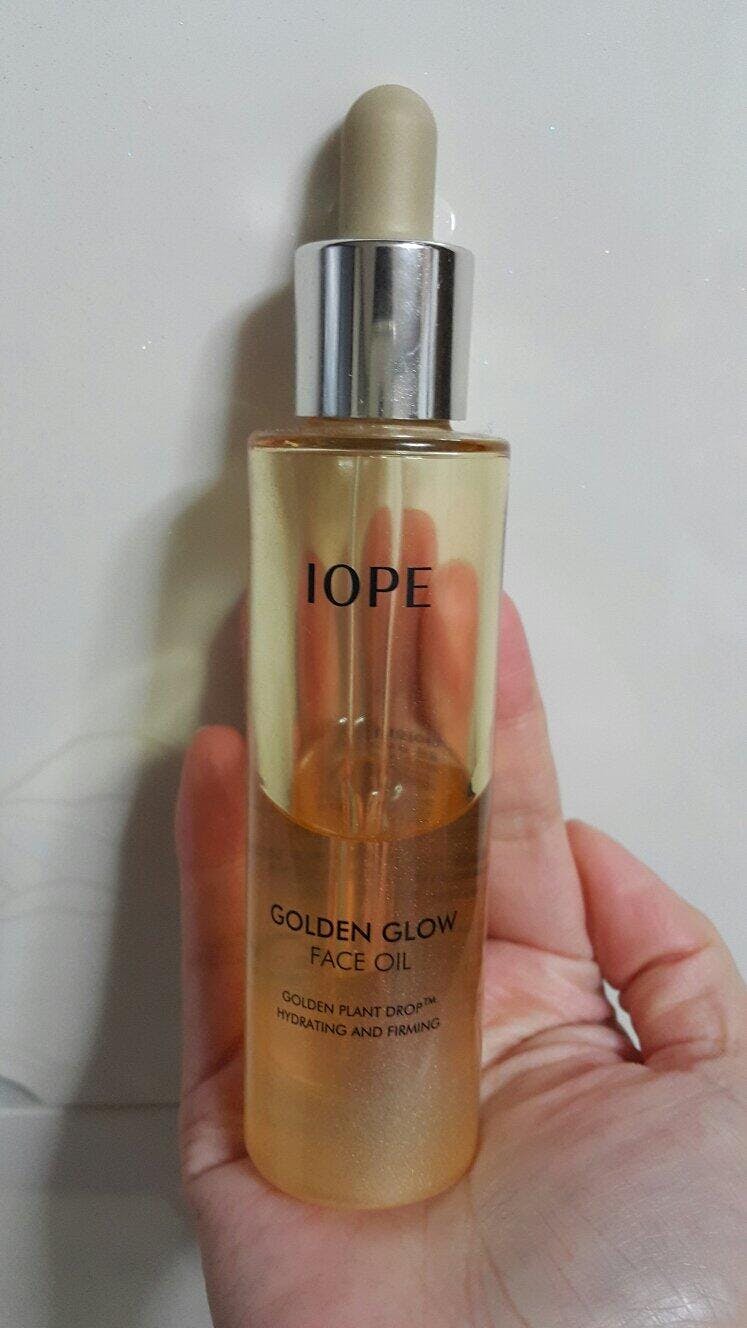 IOPE
GOLDEN GLOW
FACE OIL
GOLDEN PLANT DROP™
HYDRATING AND FIRMING